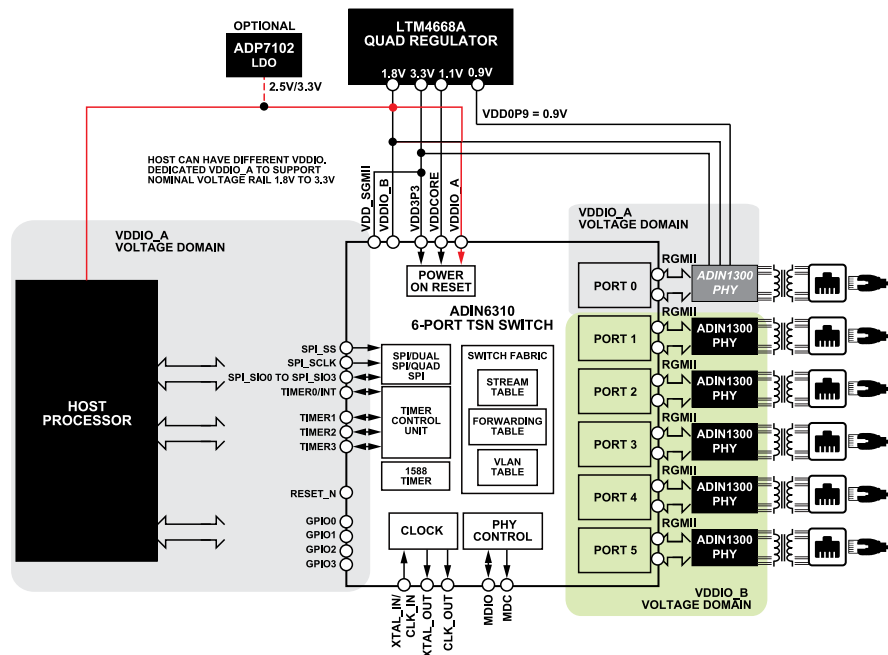 OPTIONAL
ADP7102
LDO
2.5V/3.3V
LTM4668A
QUAD REGULATOR
1.8V 3.3V 1.1V 0.9V
VDD0P9 = 0.9V
HOST CAN HAVE DIFFERENT VDDIO.
DEDICATED VDDIO_A TO SUPPORT
NOMINAL VOLTAGE RAIL 1.8V TO 3.3V
VDD_SGMII
VDDIO_B
VDD3P3
VDDCORE
VDDIO_A
VDDIO_A
VOLTAGE DOMAIN
VDDIO_A
VOLTAGE DOMAIN
POWER
ON RESET
ADIN6310
6-PORT TSN SWITCH
HOST
PROCESSOR
SPI_SS
SPI_SCLK
SPI_SIO0 TO SPI_SIO3
TIMER0/INT
TIMER1
TIMER2
TIMER3
RESET_N
GPIO0
GPIO1
GPIO2
GPIO3
SPI/DUAL
SPI/QUAD
SPI
TIMER
CONTROL
UNIT
1588
TIMER
SWITCH FABRIC
STREAM
TABLE
FORWARDING
TABLE
VLAN
TABLE
CLOCK
PHY
CONTROL
XTAL_IN/
CLK_IN
XTAL_OUT
CLK_OUT
MDIO
MDC
PORT 0
RGMII
ADIN1300
PHY
PORT 1
RGMII
ADIN1300
PHY
PORT 2
RGMII
ADIN1300
PHY
PORT 3
RGMII
ADIN1300
PHY
PORT 4
RGMII
ADIN1300
PHY
PORT 5
RGMII
ADIN1300
PHY
VDDIO_B
VOLTAGE DOMAIN